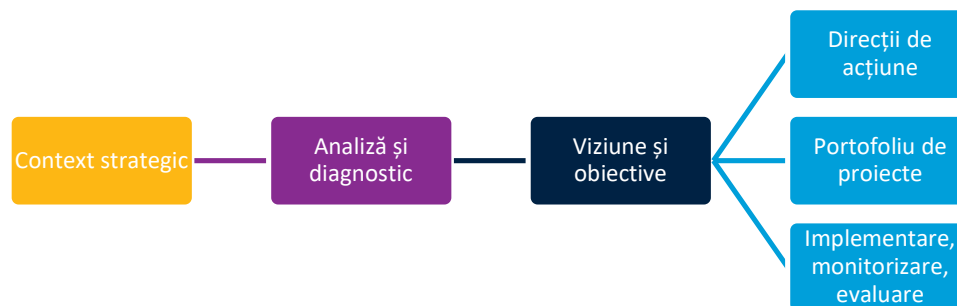 Direcții de
acțiune
Context strategic
Analiză și
diagnostic
Viziune și
obiective
Portofoliu de
proiecte
Implementare,
monitorizare,
evaluare